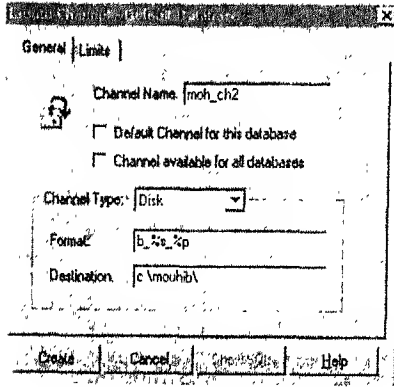 General Limits
Channel Name. moh_ch2
Default Channel for this database
Channel available for all databases
Channel Type: Disk
Format: b_%s_%p
Destination. c \mouhib\
Create Cancel Help